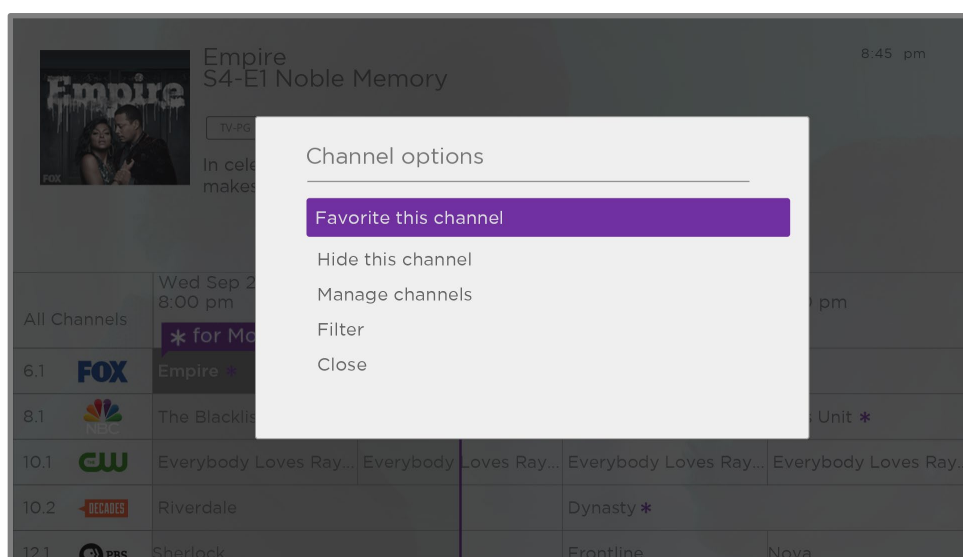 Empire
S4-E1 Noble Memory
8:45 pm
Empire
FOX
TV-PG
In cele
makes
Channel options
Favorite this channel
Hide this channel
Manage channels
Filter
Close
Wed Sep 2
8:00 pm
pm
All Channels
* for Mo
6.1 FOX Empire *
8.1 NBC The Blacklis Unit *
10.1 CW Everybody Loves Ray... Everybody Loves Ray... Everybody Loves Ray... Everybody Loves Ray.
10.2 DECADES Riverdale Dynasty *
12.1 PBS Sherlock Frontline Nova